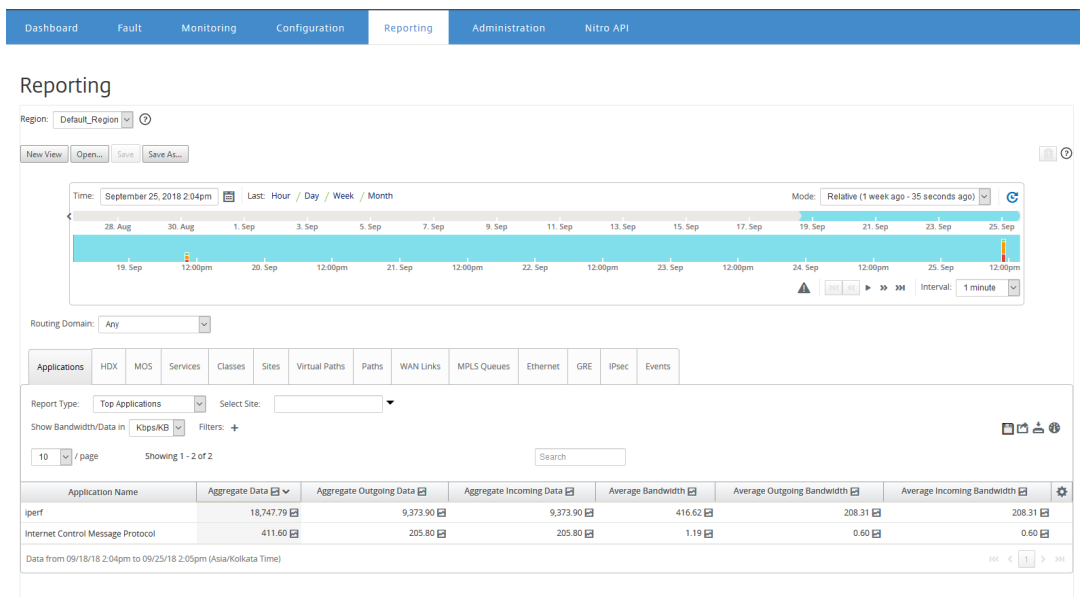 Dashboard Fault Monitoring Configuration Reporting Administration Nitro API
Reporting
Region: Default_Region ?
New View Open... Save Save As... ?
Time: September 25, 2018 2:04pm Last: Hour / Day / Week / Month Mode: Relative (1 week ago - 35 seconds ago)
28. Aug 30. Aug 1. Sep 3. Sep 5. Sep 7. Sep 9. Sep 11. Sep 13. Sep 15. Sep 17. Sep 19. Sep 21. Sep 23. Sep 25. Sep
19. Sep 12:00pm 20. Sep 12:00pm 21. Sep 12:00pm 22. Sep 12:00pm 23. Sep 12:00pm 24. Sep 12:00pm 25. Sep 12:00pm
Interval: 1 minute
Routing Domain: Any
Applications HDX MOS Services Classes Sites Virtual Paths Paths WAN Links MPLS Queues Ethernet GRE IPsec Events
Report Type: Top Applications Select Site:
Show Bandwidth/Data in Kbps/KB Filters: +
10 / page Showing 1 - 2 of 2 Search
Application Name Aggregate Data Aggregate Outgoing Data Aggregate Incoming Data Average Bandwidth Average Outgoing Bandwidth Average Incoming Bandwidth
iperf 18,747.79 9,373.90 9,373.90 416.62 208.31 208.31
Internet Control Message Protocol 411.60 205.80 205.80 1.19 0.60 0.60
Data from 09/18/18 2:04pm to 09/25/18 2:05pm (Asia/Kolkata Time) 1